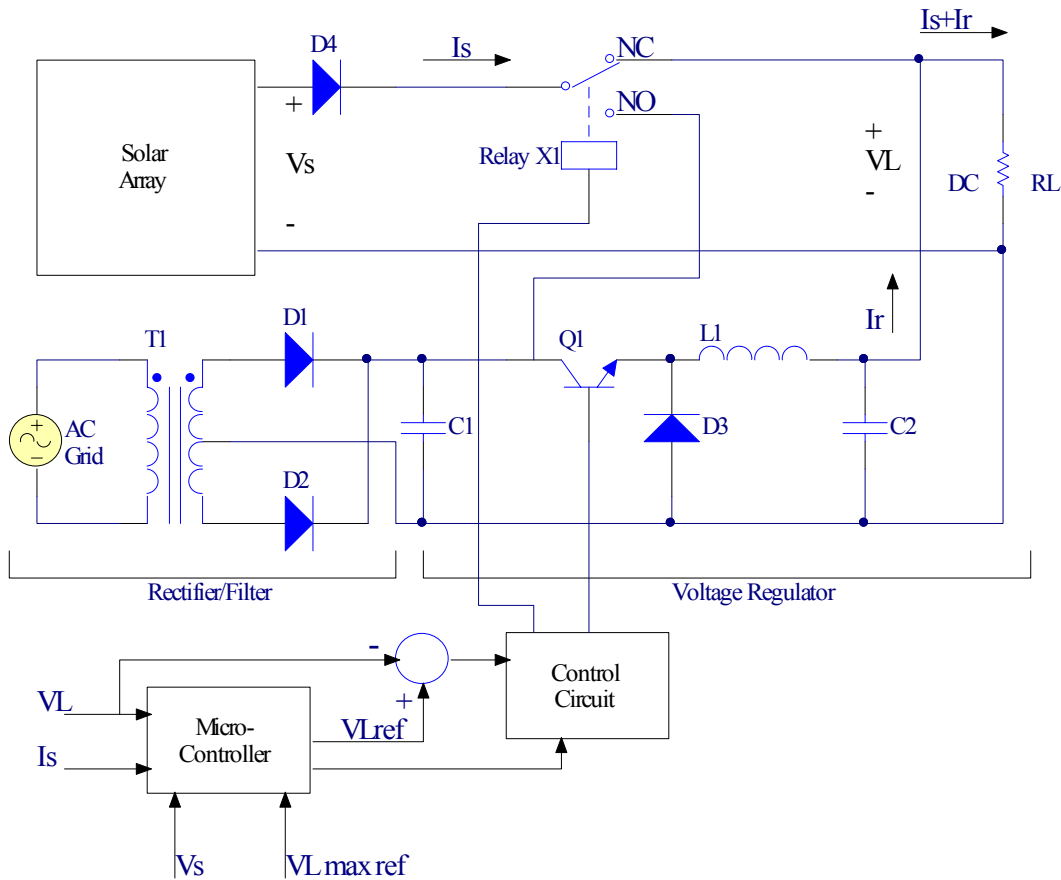 Is+Ir
D4
Is
NC
+
NO
Solar
Array
Vs
Relay X1
+
VL
-
DC
RL
-
D1
Ir
T1
Q1
L1
+
AC
Grid
-
C1
D3
C2
D2
Rectifier/Filter
Voltage Regulator
-
Control
Circuit
VL
+
Micro-
Controller
VLref
Is
Vs
VL max ref